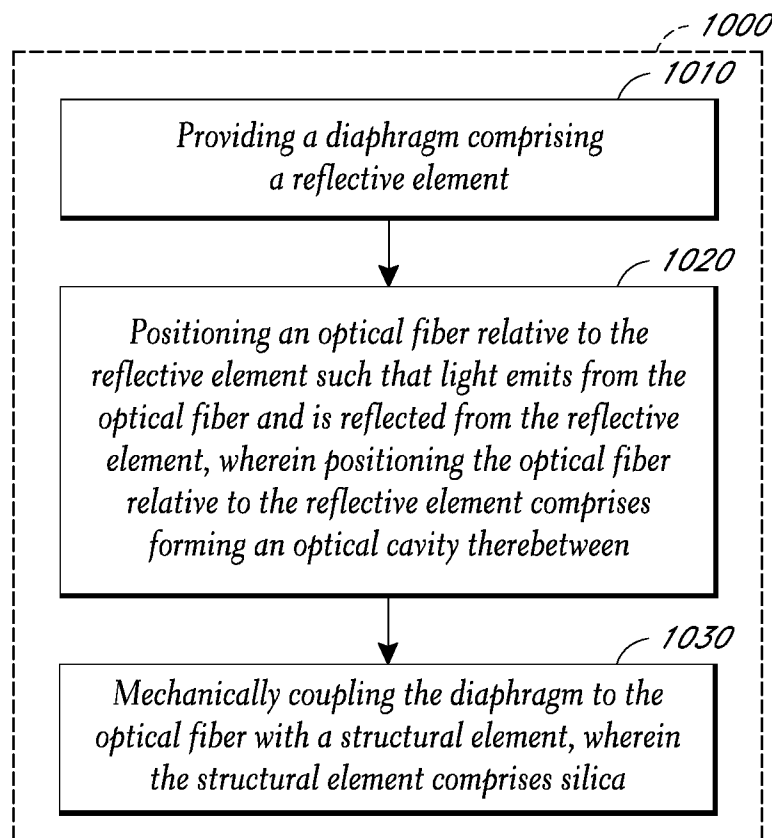 1000
1010
Providing a diaphragm comprising
a reflective element
1020
Positioning an optical fiber relative to the
reflective element such that light emits from the
optical fiber and is reflected from the reflective
element, wherein positioning the optical fiber
relative to the reflective element comprises
forming an optical cavity therebetween
1030
Mechanically coupling the diaphragm to the
optical fiber with a structural element, wherein
the structural element comprises silica